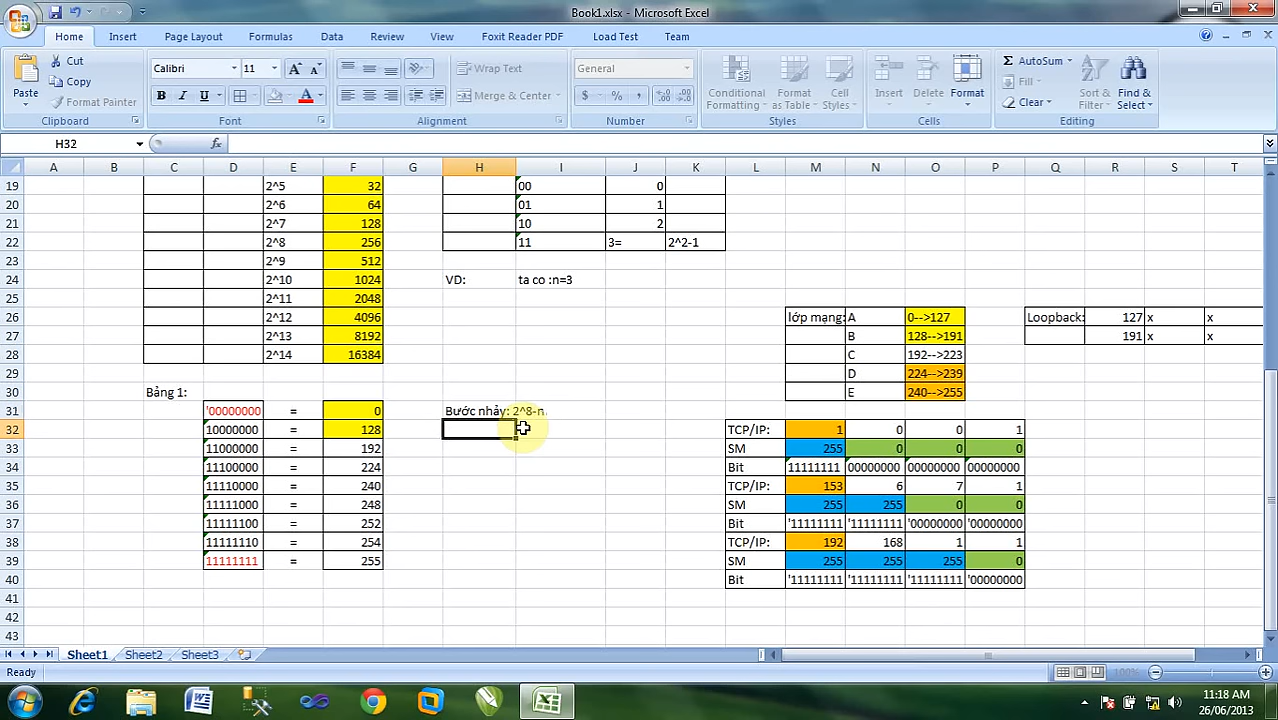 Book1.xlsx - Microsoft Excel
Home Insert Page Layout Formulas Data Review View Foxit Reader PDF Load Test Team
Paste Cut Copy Format Painter
Calibri 11
B I U A
Wrap Text
Merge & Center
General
$ % ,
Conditional Formatting Format as Table Cell Styles
Insert Delete Format
Σ AutoSum Fill Clear
Sort & Filter Find & Select
Clipboard Font Alignment Number Styles Cells Editing
H32 fx
A B C D E F G H I J K L M N O P Q R S T
19 2^5 32 00 0
20 2^6 64 01 1
21 2^7 128 10 2
22 2^8 256 11 3= 2^2-1
23 2^9 512
24 2^10 1024 VD: ta co :n=3
25 2^11 2048
26 2^12 4096 lớp mạng: A 0-->127 Loopback: 127 x x
27 2^13 8192 B 128-->191 191 x x
28 2^14 16384 C 192-->223
29 D 224-->239
30 Bảng 1: E 240-->255
31 '00000000 = 0 Bước nhảy: 2^8-n.
32 10000000 = 128 TCP/IP: 1 0 0 1
33 11000000 = 192 SM 255 0 0 0
34 11100000 = 224 Bit 11111111 00000000 00000000 00000000
35 11110000 = 240 TCP/IP: 153 6 7 1
36 11111000 = 248 SM 255 255 0 0
37 11111100 = 252 Bit '11111111 '11111111 '00000000 '00000000
38 11111110 = 254 TCP/IP: 192 168 1 1
39 11111111 = 255 SM 255 255 255 0
40 Bit '11111111 '11111111 '11111111 '00000000
41
42
43
Sheet1 Sheet2 Sheet3
Ready 100%
11:18 AM
26/06/2013